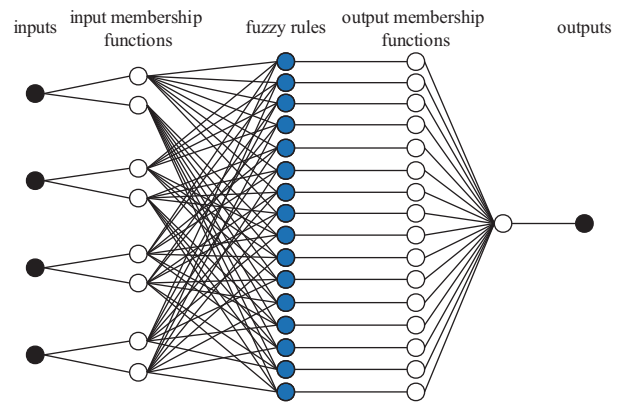 inputs
input membership
functions
fuzzy rules
output membership
functions
outputs